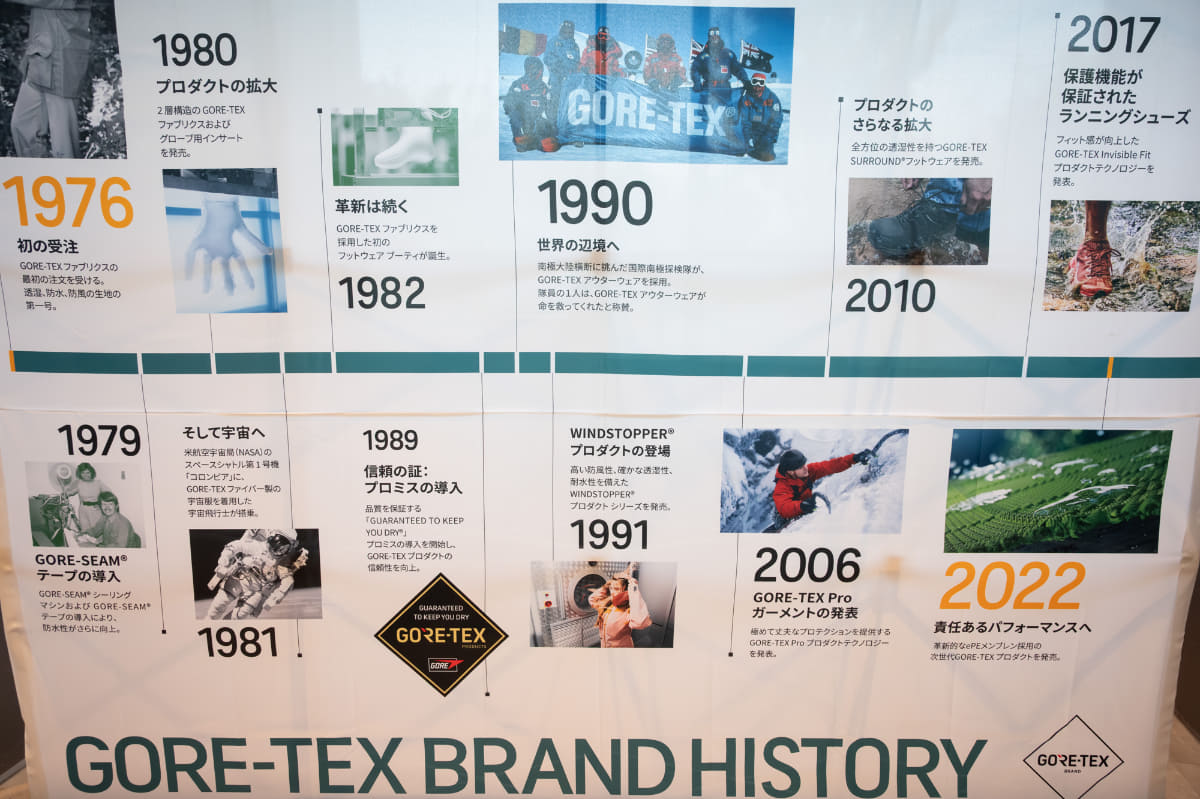 1976
初の受注
GORE-TEX ファブリクスの
最初の注文を受ける。
透湿、防水、防風の生地の
第一号。
1979
GORE-SEAM®
テープの導入
GORE-SEAM® シーリング
マシンおよび GORE-SEAM®
テープの導入により、
防水性がさらに向上。
1980
プロダクトの拡大
2層構造の GORE-TEX
ファブリクスおよび
グローブ用インサート
を発売。
そして宇宙へ
米航空宇宙局（NASA）の
スペースシャトル第1号機
「コロンビア」に、
GORE-TEX ファイバー製の
宇宙服を着用した
宇宙飛行士が搭乗。
1981
革新は続く
GORE-TEX ファブリクスを
採用した初の
フットウェア ブーティが誕生。
1982
1989
信頼の証：
プロミスの導入
品質を保証する
「GUARANTEED TO KEEP
YOU DRY®」
プロミスの導入を開始し、
GORE-TEX プロダクトの
信頼性を向上。
GUARANTEED
TO KEEP YOU DRY
GORE-TEX
PRODUCTS
GORE
GORE-TEX®
1990
世界の辺境へ
南極大陸横断に挑んだ国際南極探検隊が、
GORE-TEX アウターウェアを採用。
隊員の1人は、GORE-TEX アウターウェアが
命を救ってくれたと称賛。
WINDSTOPPER®
プロダクトの登場
高い防風性、確かな透湿性、
耐水性を備えた
WINDSTOPPER®
プロダクト シリーズを発売。
1991
2006
GORE-TEX Pro
ガーメントの発表
極めて丈夫なプロテクションを提供する
GORE-TEX Pro プロダクトテクノロジー
を発表。
プロダクトの
さらなる拡大
全方位の透湿性を持つGORE-TEX
SURROUND®フットウェアを発売。
2010
2017
保護機能が
保証された
ランニングシューズ
フィット感が向上した
GORE-TEX Invisible Fit
プロダクトテクノロジーを
発表。
2022
責任あるパフォーマンスへ
革新的なePEメンブレン採用の
次世代GORE-TEX プロダクトを発売。
GORE-TEX BRAND HISTORY
GORE-TEX
BRAND